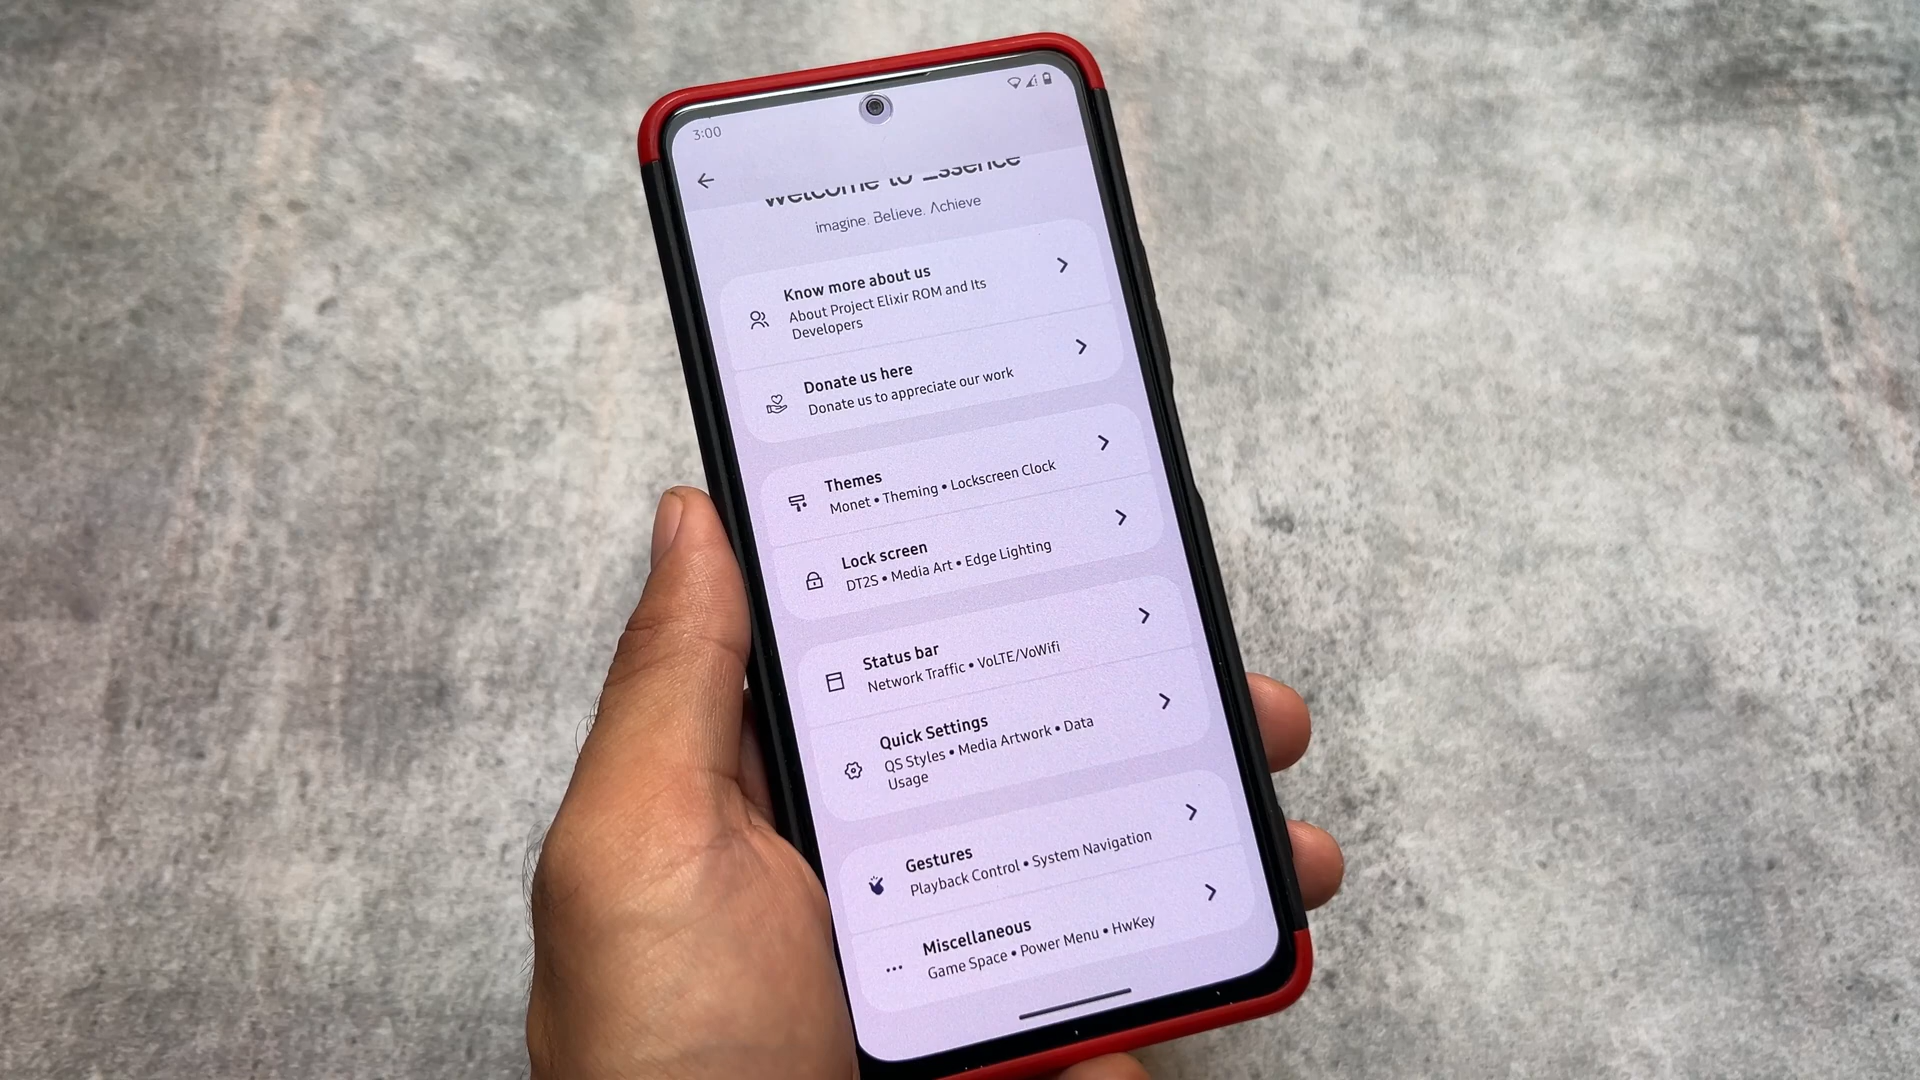 3:00
Welcome to Essence
imagine. Believe. Achieve
Know more about us
About Project Elixir ROM and Its
Developers
Donate us here
Donate us to appreciate our work
Themes
Monet • Theming • Lockscreen Clock
Lock screen
DT2S • Media Art • Edge Lighting
Status bar
Network Traffic • VoLTE/VoWifi
Quick Settings
QS Styles • Media Artwork • Data
Usage
Gestures
Playback Control • System Navigation
Miscellaneous
Game Space • Power Menu • HwKey